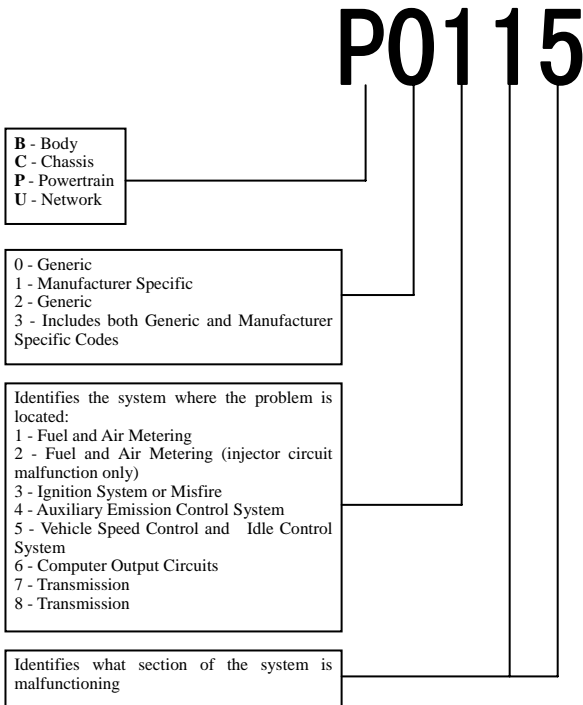 P0115
B - Body
C - Chassis
P - Powertrain
U - Network
0 - Generic
1 - Manufacturer Specific
2 - Generic
3 - Includes both Generic and Manufacturer
Specific Codes
Identifies the system where the problem is
located:
1 - Fuel and Air Metering
2 - Fuel and Air Metering (injector circuit
malfunction only)
3 - Ignition System or Misfire
4 - Auxiliary Emission Control System
5 - Vehicle Speed Control and Idle Control
System
6 - Computer Output Circuits
7 - Transmission
8 - Transmission
Identifies what section of the system is
malfunctioning